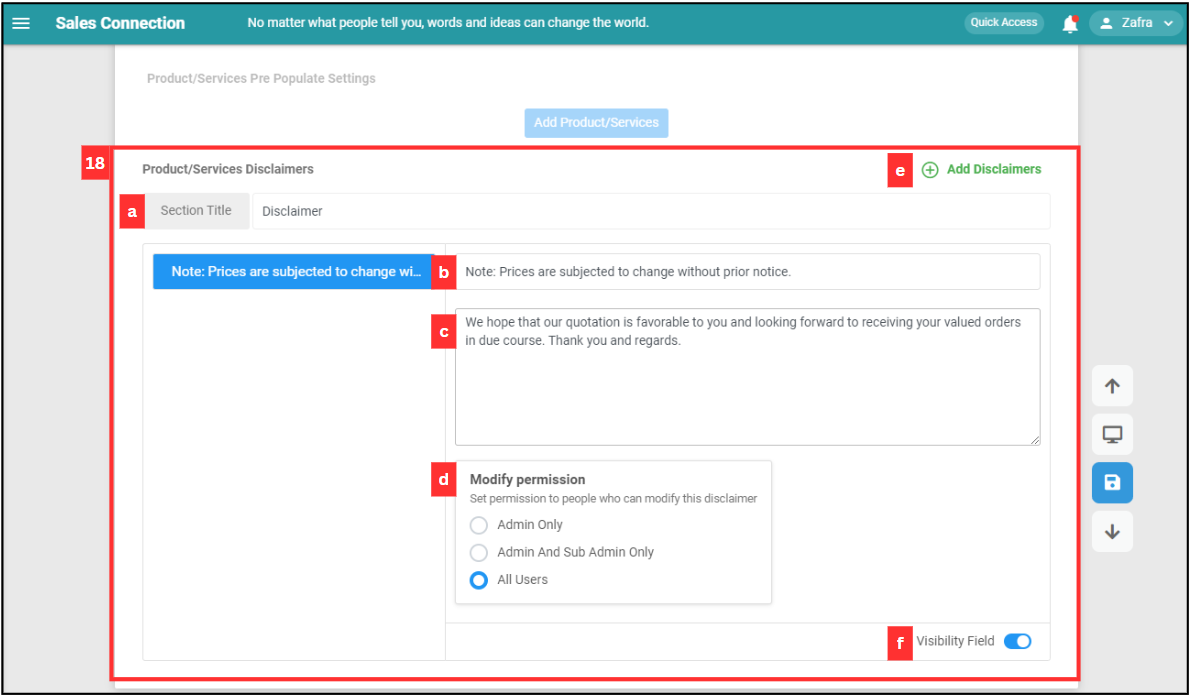 Sales Connection
No matter what people tell you, words and ideas can change the world.
Quick Access
Zafra
Product/Services Pre Populate Settings
Add Product/Services
18
Product/Services Disclaimers
e
Add Disclaimers
a
Section Title
Disclaimer
Note: Prices are subjected to change wi...
b
Note: Prices are subjected to change without prior notice.
c
We hope that our quotation is favorable to you and looking forward to receiving your valued orders
in due course. Thank you and regards.
d
Modify permission
Set permission to people who can modify this disclaimer
Admin Only
Admin And Sub Admin Only
All Users
f
Visibility Field